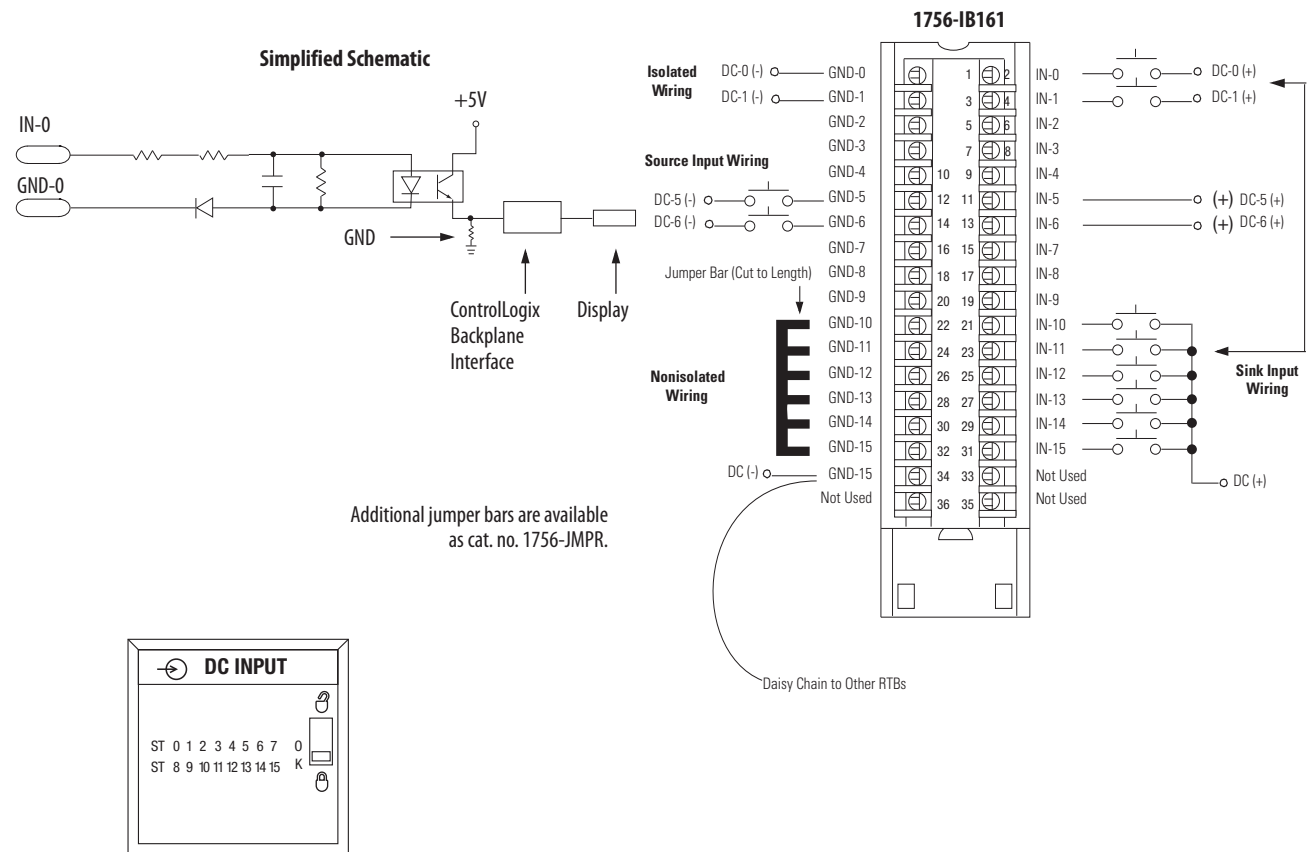 1756-IB161
Simplified Schematic
+5V
IN-0
GND-0
GND
ControlLogix
Backplane
Interface
Display
Additional jumper bars are available
as cat. no. 1756-JMPR.
Isolated
Wiring
DC-0 (-)
DC-1 (-)
Source Input Wiring
DC-5 (-)
DC-6 (-)
Jumper Bar (Cut to Length)
Nonisolated
Wiring
DC (-)
GND-0 1 2 IN-0 DC-0 (+)
GND-1 3 4 IN-1 DC-1 (+)
GND-2 5 6 IN-2
GND-3 7 8 IN-3
GND-4 10 9 IN-4
GND-5 12 11 IN-5 (+) DC-5 (+)
GND-6 14 13 IN-6 (+) DC-6 (+)
GND-7 16 15 IN-7
GND-8 18 17 IN-8
GND-9 20 19 IN-9
GND-10 22 21 IN-10
GND-11 24 23 IN-11
GND-12 26 25 IN-12
GND-13 28 27 IN-13
GND-14 30 29 IN-14
GND-15 32 31 IN-15
GND-15 34 33 Not Used
Not Used 36 35 Not Used
Sink Input
Wiring
DC (+)
Daisy Chain to Other RTBs
DC INPUT
ST 0 1 2 3 4 5 6 7 O
ST 8 9 10 11 12 13 14 15 K